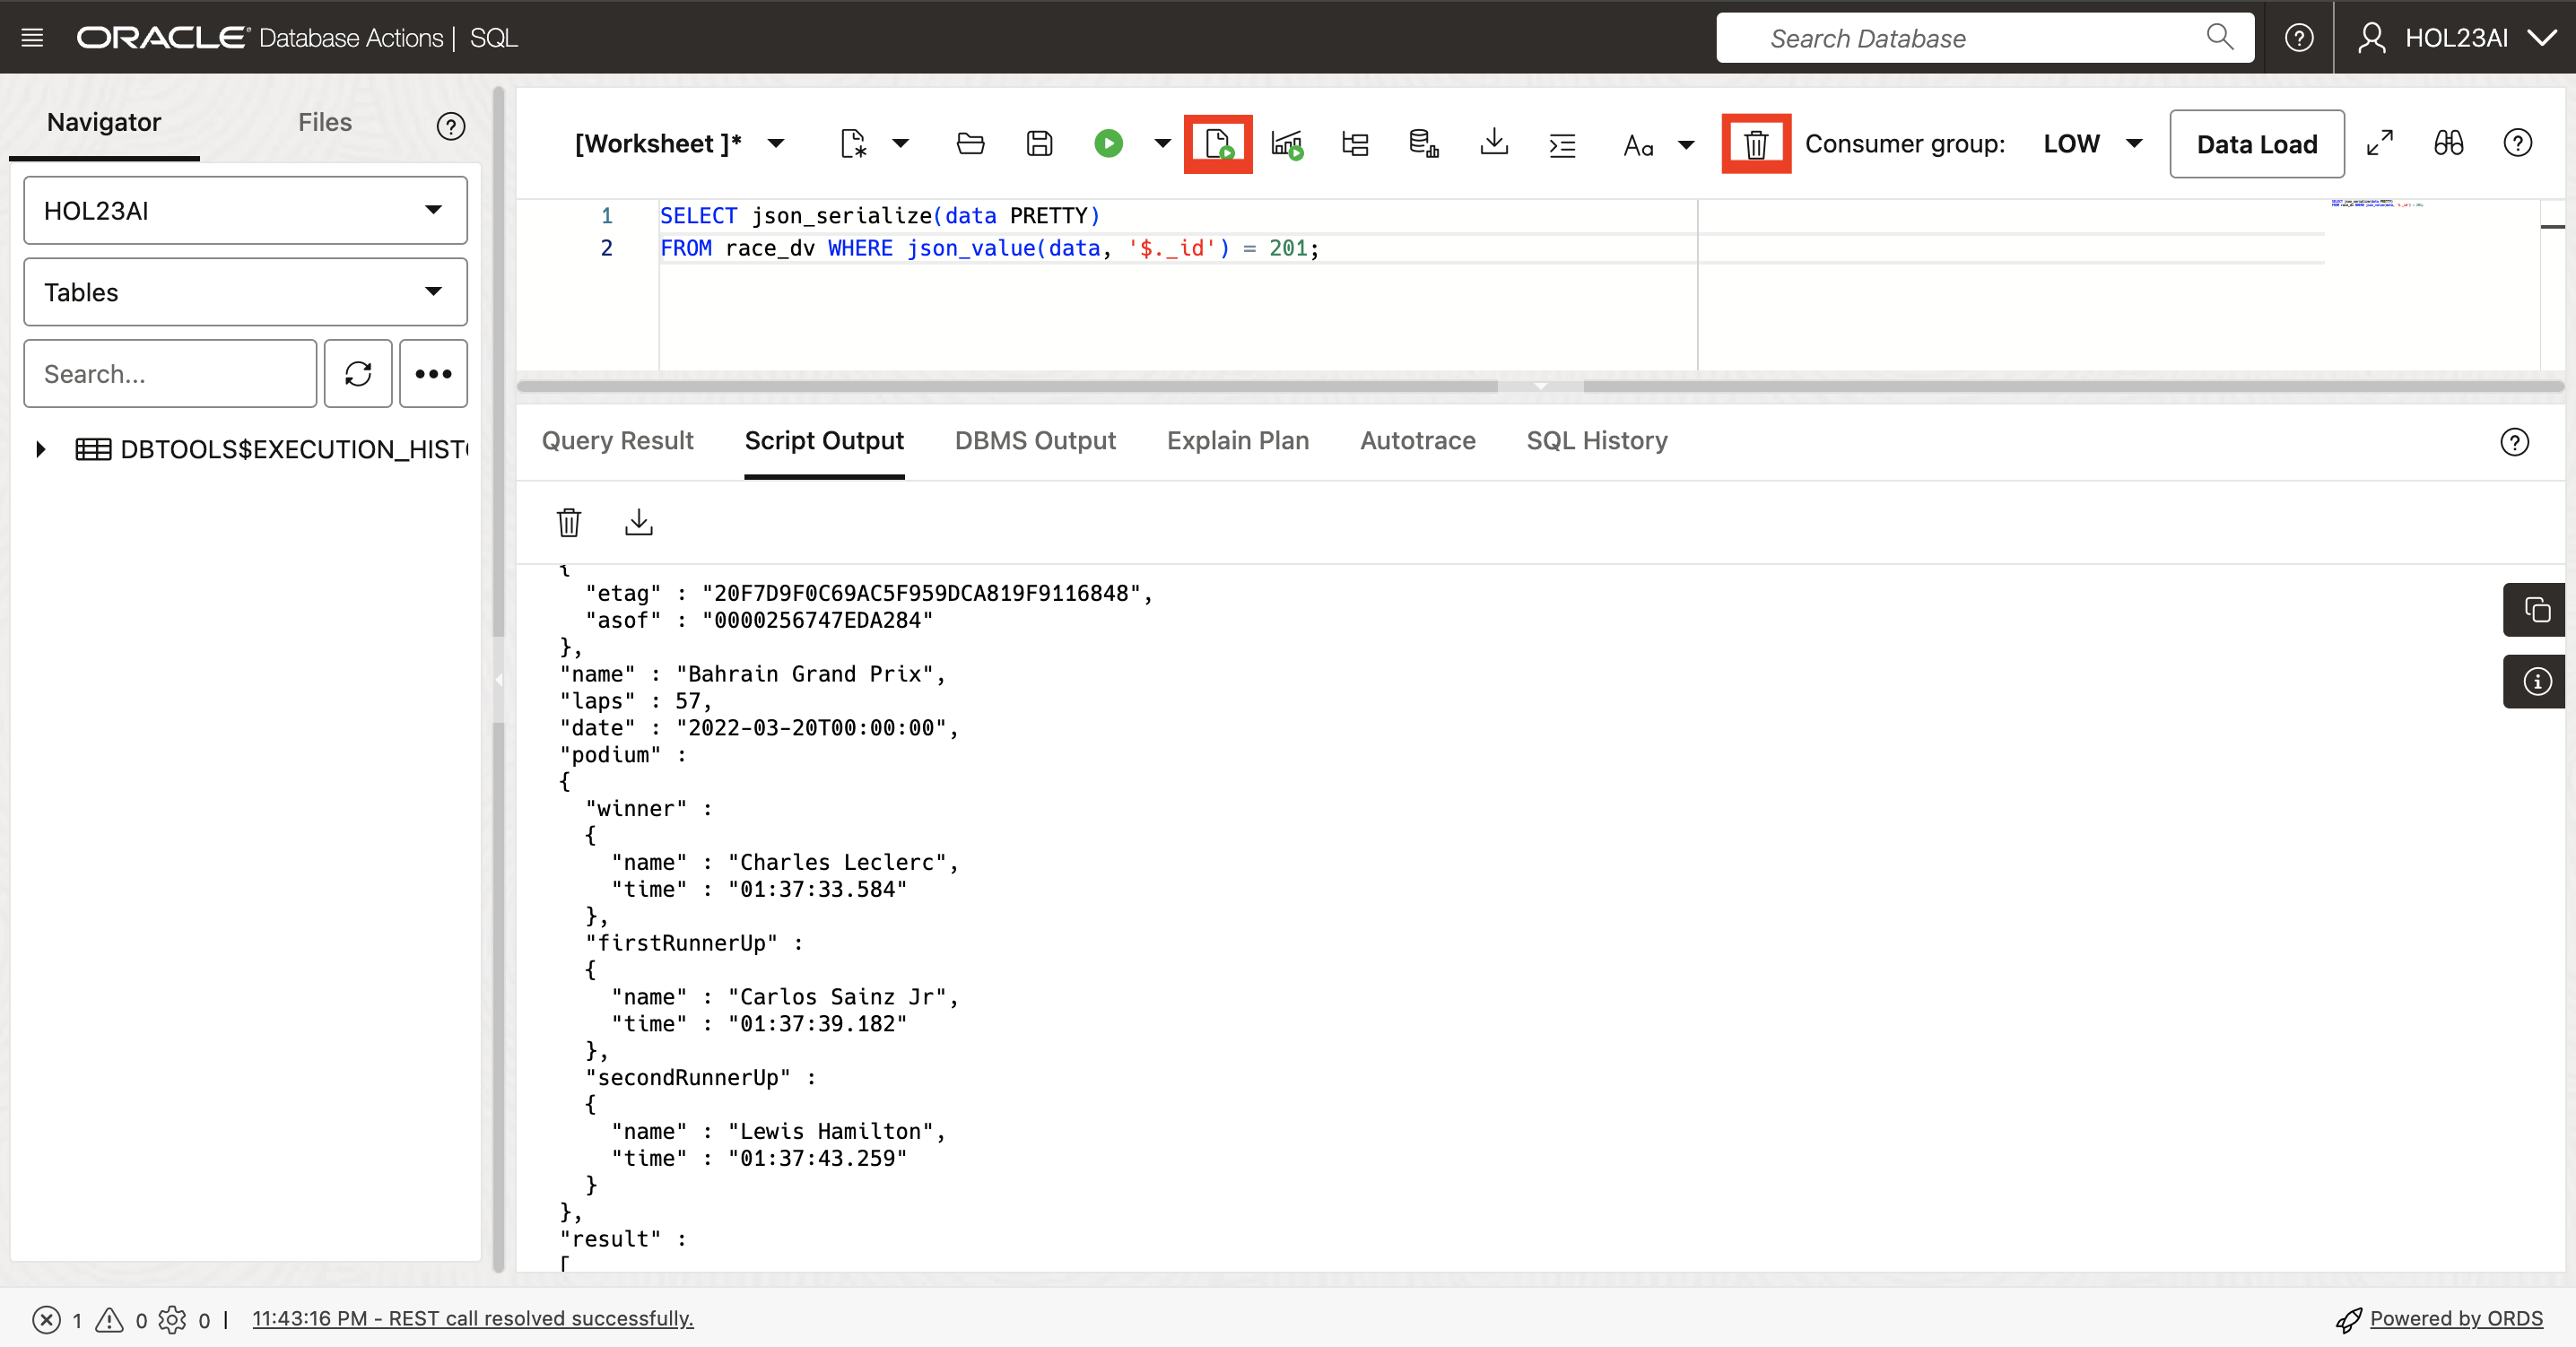 ORACLE Database Actions | SQL
Search Database
HOL23AI
Navigator
Files
HOL23AI
Tables
Search...
DBTOOLS$EXECUTION_HIST
[Worksheet ]*
Aa
Consumer group:
LOW
Data Load
1 SELECT json_serialize(data PRETTY)
2 FROM race_dv WHERE json_value(data, '$._id') = 201;
Query Result
Script Output
DBMS Output
Explain Plan
Autotrace
SQL History
{
"etag" : "20F7D9F0C69AC5F959DCA819F9116848",
"asof" : "0000256747EDA284"
},
"name" : "Bahrain Grand Prix",
"laps" : 57,
"date" : "2022-03-20T00:00:00",
"podium" :
{
"winner" :
{
"name" : "Charles Leclerc",
"time" : "01:37:33.584"
},
"firstRunnerUp" :
{
"name" : "Carlos Sainz Jr",
"time" : "01:37:39.182"
},
"secondRunnerUp" :
{
"name" : "Lewis Hamilton",
"time" : "01:37:43.259"
}
},
"result" :
[
1 0 0 | 11:43:16 PM - REST call resolved successfully.
Powered by ORDS